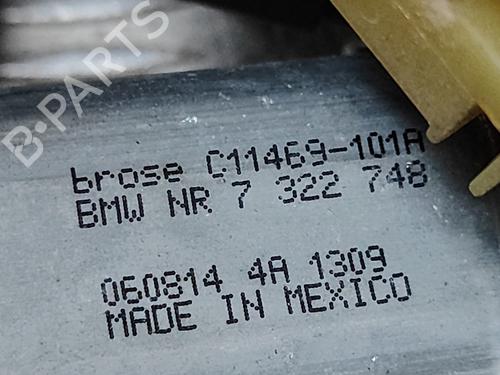 B-PARTS
brose C11469-101A
BMW NR 7 322 748
060814 4A 1309
MADE IN MEXICO